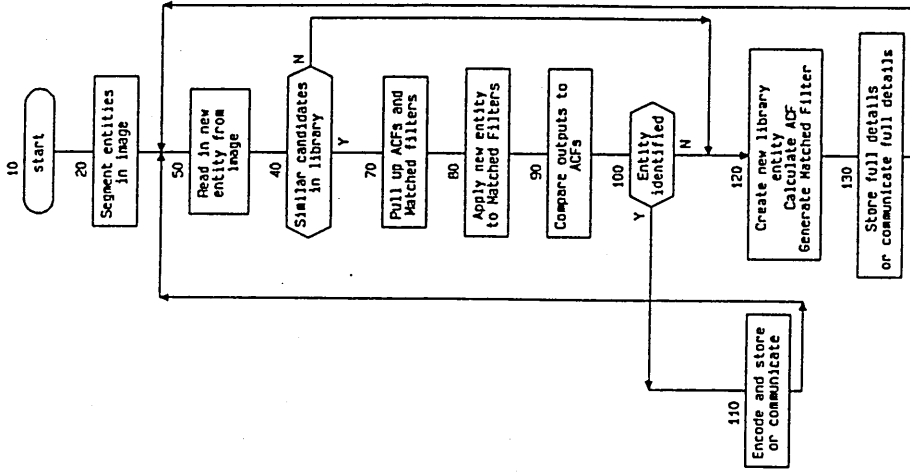 10
start
20
Segment entities
in image
50
Read in new
entity from
image
40
Similar candidates
in library
N
Y
70
Pull up ACFs and
Matched filters
80
Apply new entity
to Matched Filters
90
Compare outputs to
ACFs
100
Entity
identified
Y
N
110
Encode and store
or communicate
120
Create new library
entity
Calculate ACF
Generate Matched Filter
130
Store full details
or communicate full details